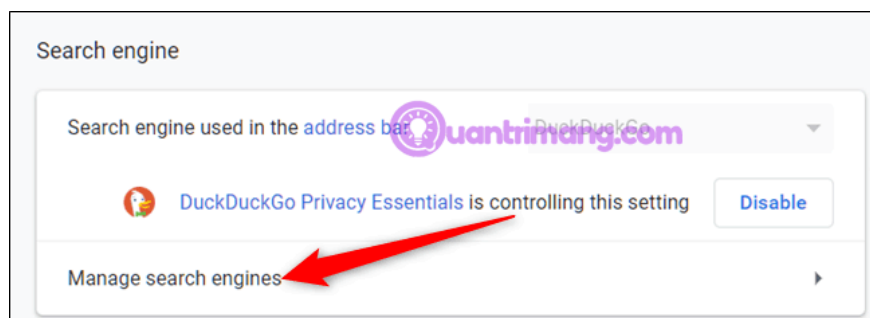 Search engine
Search engine used in the address bar
DuckDuckGo
uantrimang.com
DuckDuckGo Privacy Essentials is controlling this setting
Disable
Manage search engines